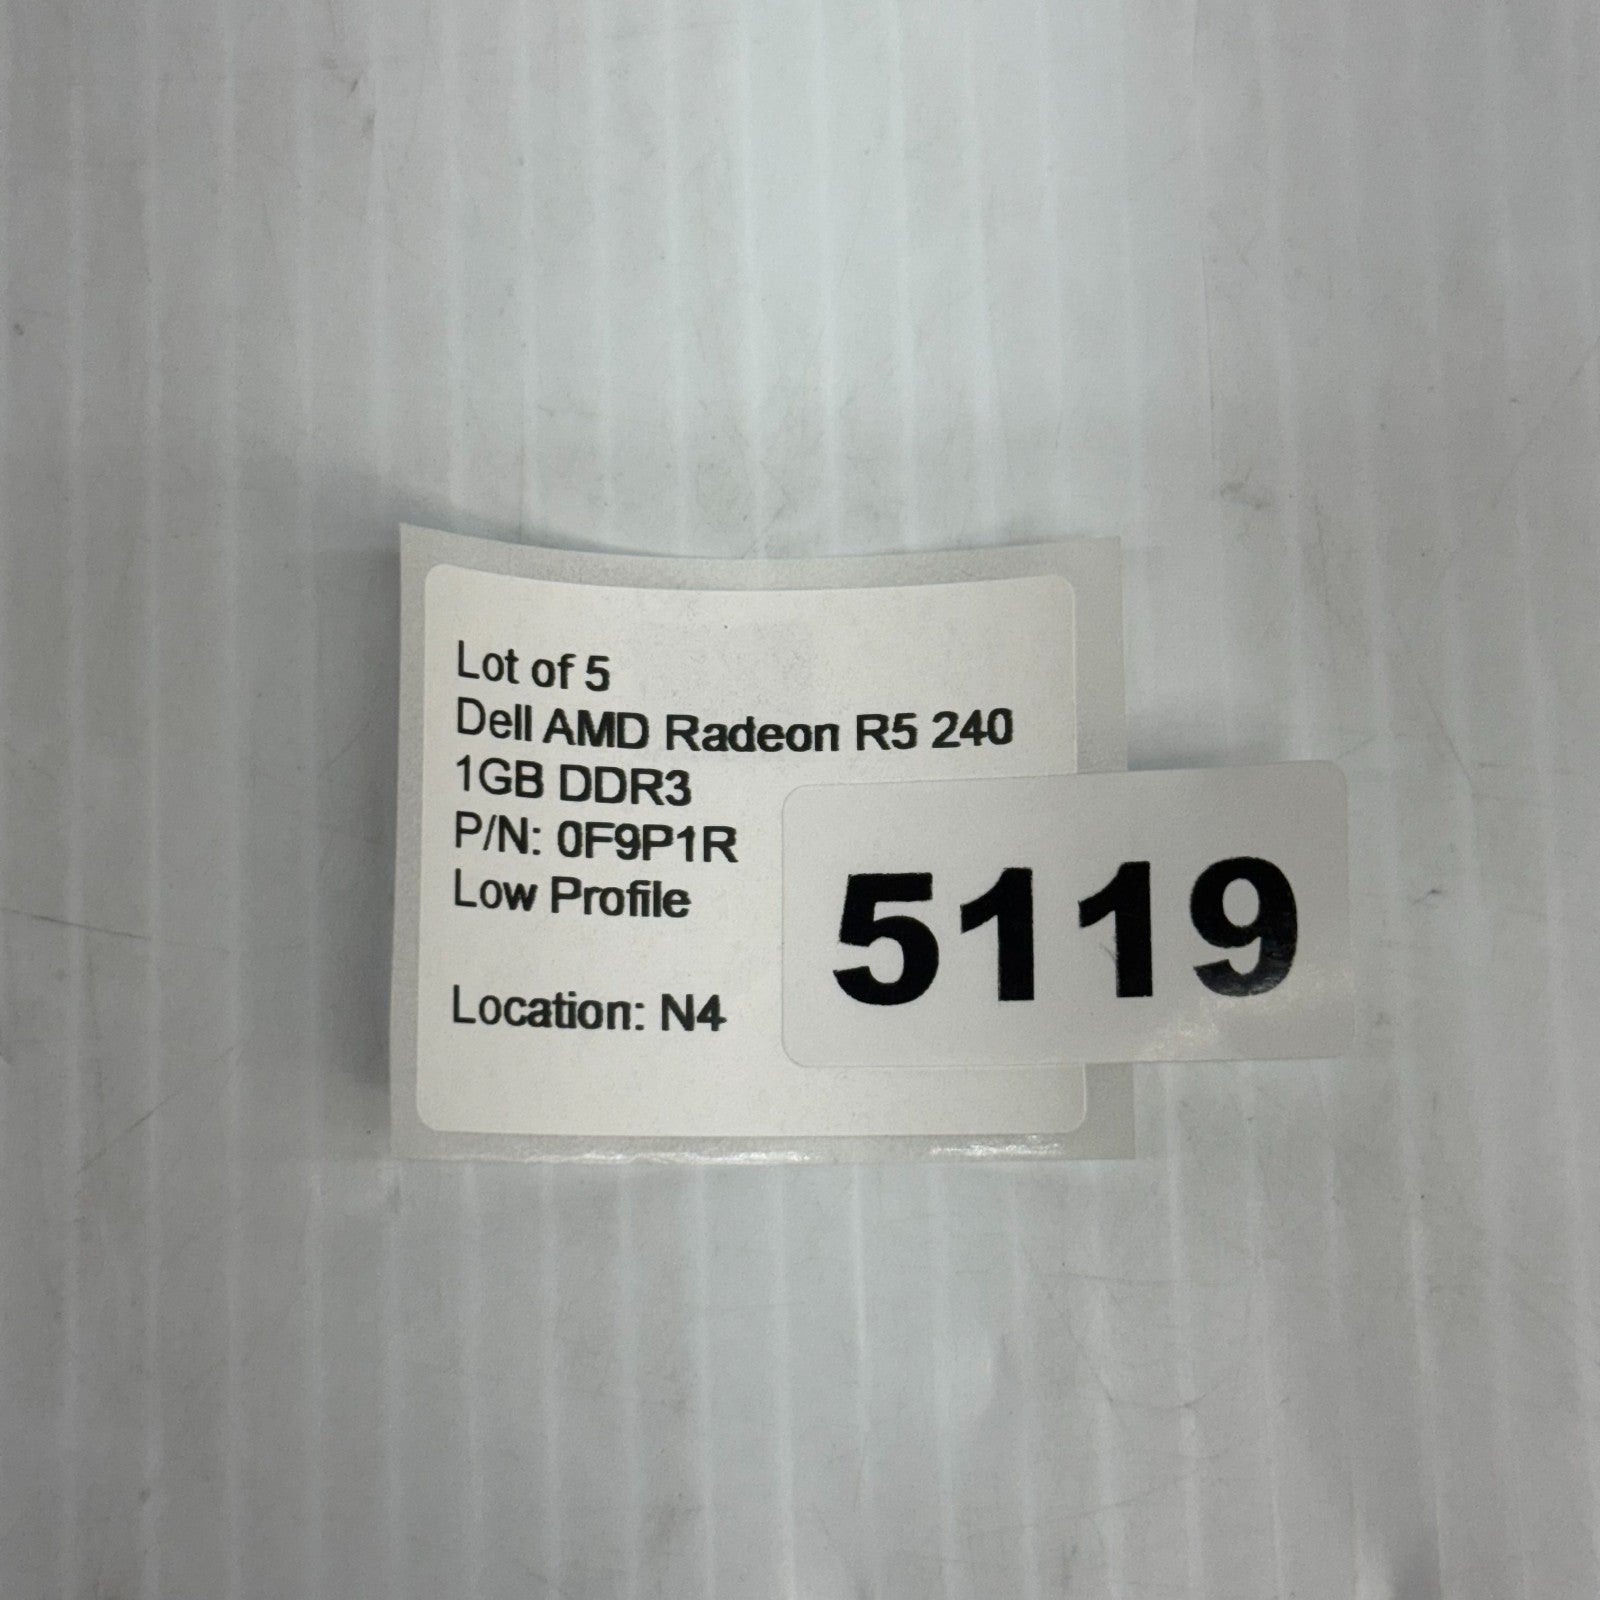 Lot of 5
Dell AMD Radeon R5 240
1GB DDR3
P/N: 0F9P1R
Low Profile
Location: N4
5119